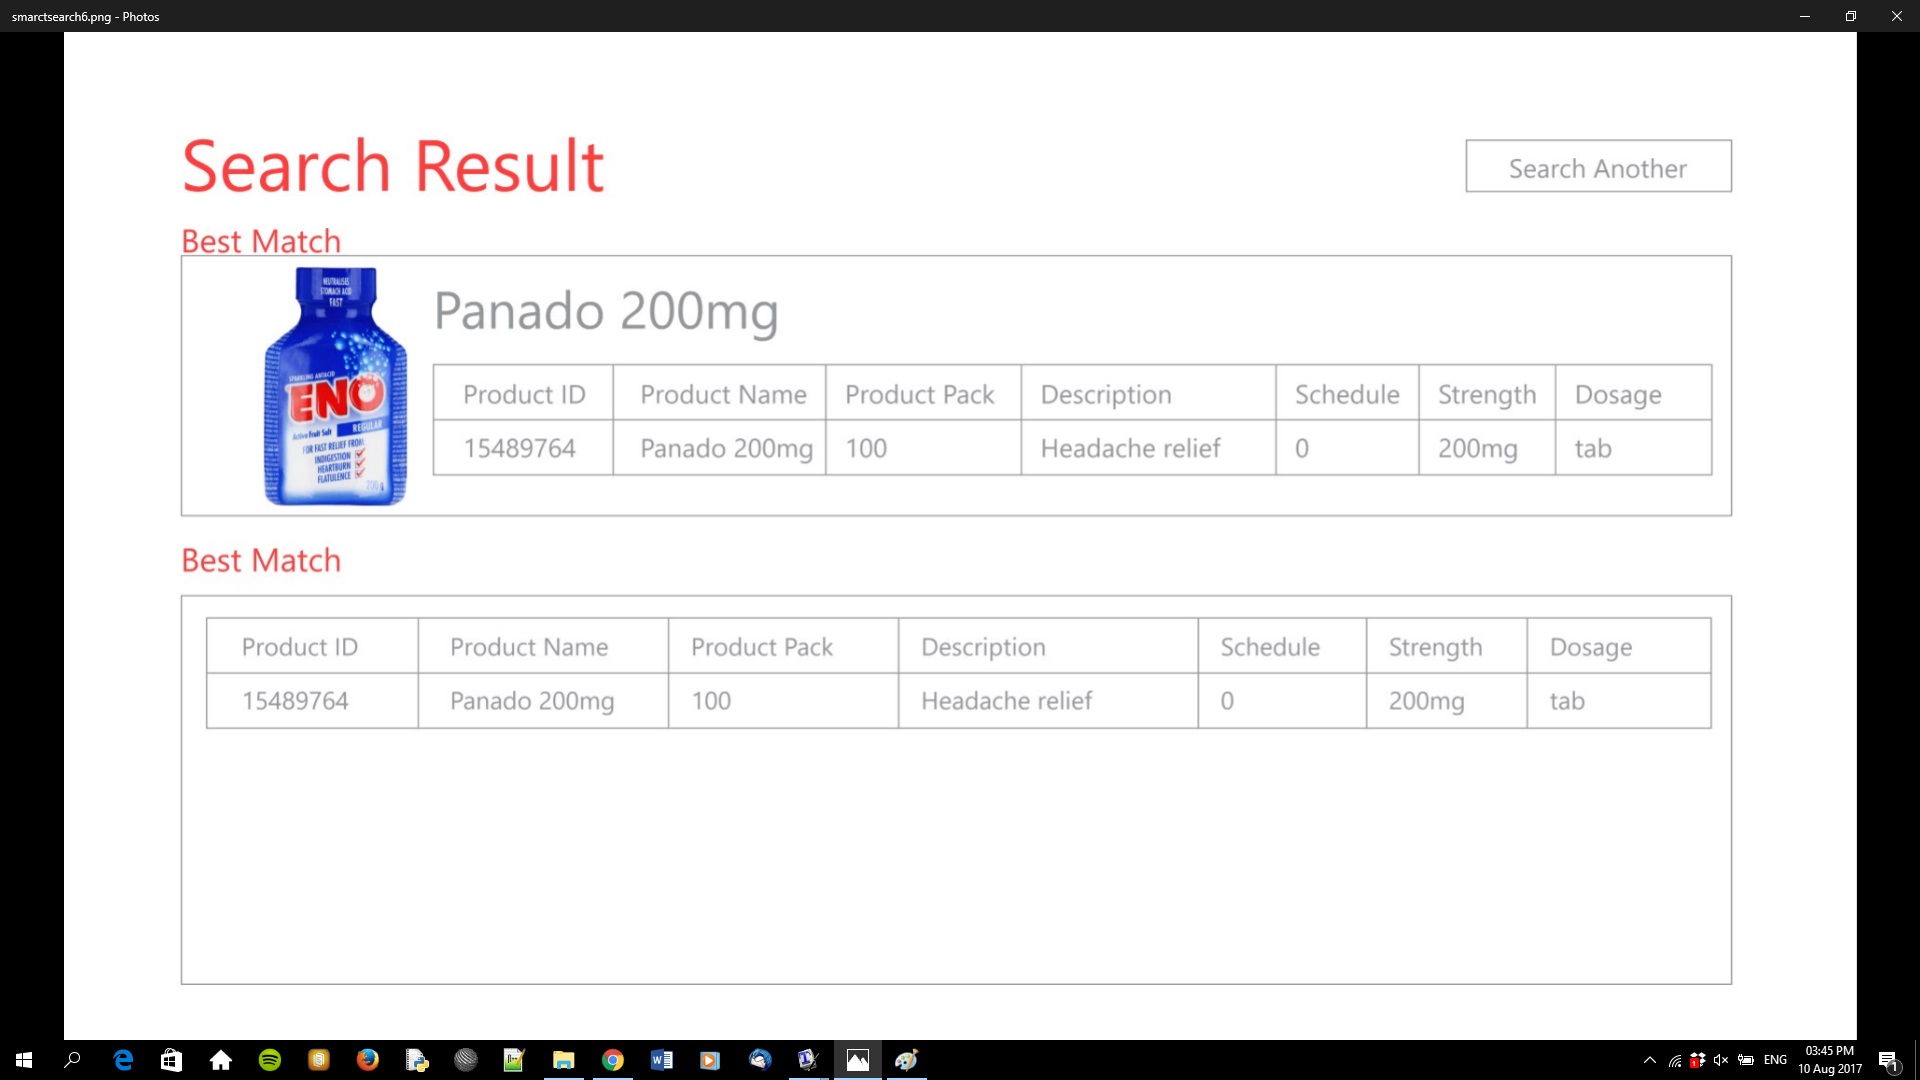 smarctsearch6.png - Photos
Search Result
Search Another
Best Match
NEUTRALISES
STOMACH ACID
FAST
SPARKLING ANTACID
ENO
Active Fruit Salt REGULAR
FOR FAST RELIEF FROM:
INDIGESTION
HEARTBURN
FLATULENCE
200 g
Panado 200mg
Product ID Product Name Product Pack Description Schedule Strength Dosage
15489764 Panado 200mg 100 Headache relief 0 200mg tab
Best Match
Product ID Product Name Product Pack Description Schedule Strength Dosage
15489764 Panado 200mg 100 Headache relief 0 200mg tab
ENG
03:45 PM
10 Aug 2017
1